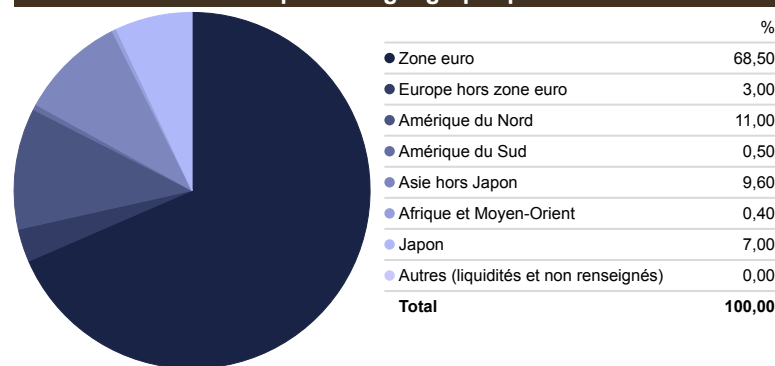 %
Zone euro 68,50
Europe hors zone euro 3,00
Amérique du Nord 11,00
Amérique du Sud 0,50
Asie hors Japon 9,60
Afrique et Moyen-Orient 0,40
Japon 7,00
Autres (liquidités et non renseignés) 0,00
Total 100,00